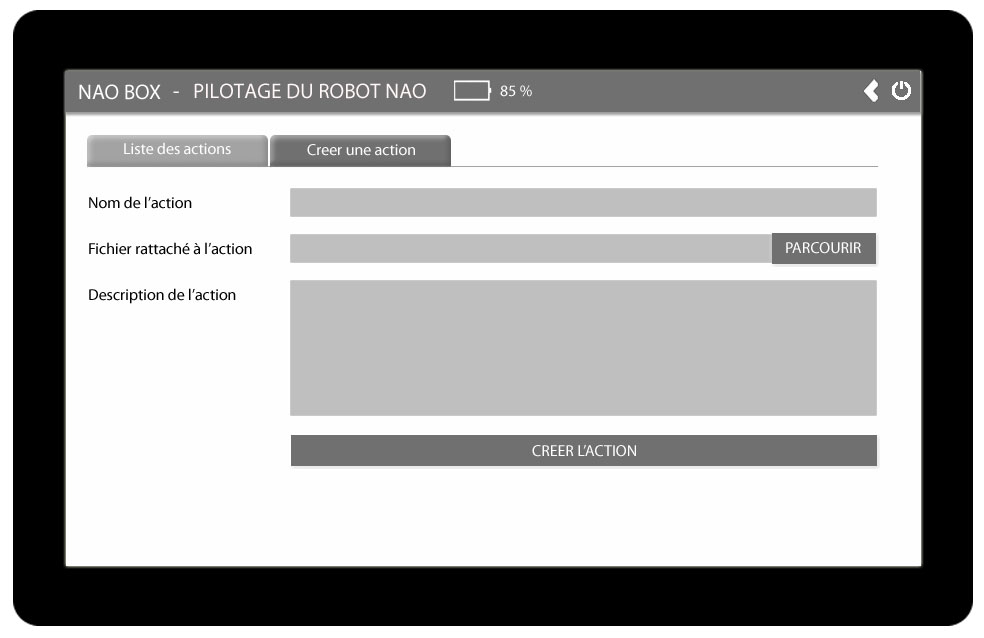 NAO BOX - PILOTAGE DU ROBOT NAO 85 %
Liste des actions Creer une action
Nom de l'action
Fichier rattaché à l'action PARCOURIR
Description de l'action
CREER L'ACTION